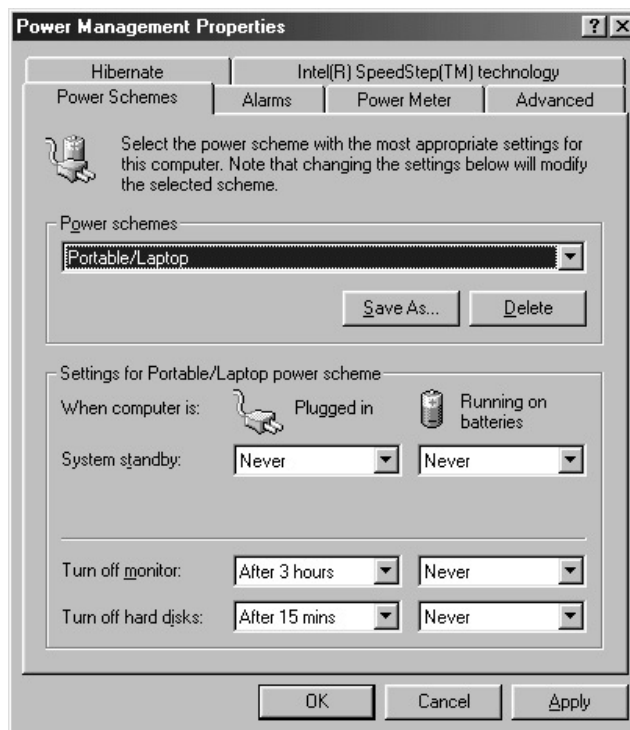 Power Management Properties
Hibernate
Intel(R) SpeedStep(TM) technology
Power Schemes
Alarms
Power Meter
Advanced
Select the power scheme with the most appropriate settings for
this computer. Note that changing the settings below will modify
the selected scheme.
Power schemes
Portable/Laptop
Save As...
Delete
Settings for Portable/Laptop power scheme
When computer is:
Plugged in
Running on
batteries
System standby:
Never
Never
Turn off monitor:
After 3 hours
Never
Turn off hard disks:
After 15 mins
Never
OK
Cancel
Apply